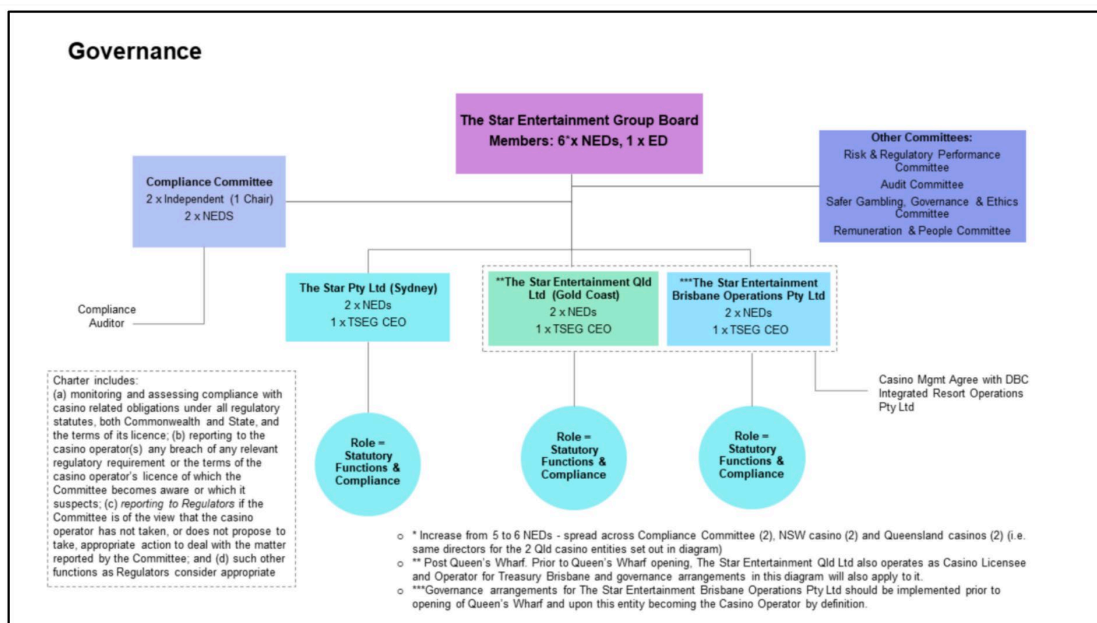 Governance
The Star Entertainment Group Board
Members: 6*x NEDs, 1 x ED
Other Committees:
Risk & Regulatory Performance
Committee
Audit Committee
Safer Gambling, Governance & Ethics
Committee
Remuneration & People Committee
Compliance Committee
2 x Independent (1 Chair)
2 x NEDS
Compliance
Auditor
The Star Pty Ltd (Sydney)
2 x NEDs
1 x TSEG CEO
**The Star Entertainment Qld
Ltd (Gold Coast)
2 x NEDs
1 x TSEG CEO
***The Star Entertainment
Brisbane Operations Pty Ltd
2 x NEDs
1 x TSEG CEO
Casino Mgmt Agree with DBC
Integrated Resort Operations
Pty Ltd
Role =
Statutory
Functions &
Compliance
Role =
Statutory
Functions &
Compliance
Role =
Statutory
Functions &
Compliance
Charter includes:
(a) monitoring and assessing compliance with
casino related obligations under all regulatory
statutes, both Commonwealth and State, and
the terms of its licence; (b) reporting to the
casino operator(s) any breach of any relevant
regulatory requirement or the terms of the
casino operator's licence of which the
Committee becomes aware or which it
suspects; (c) reporting to Regulators if the
Committee is of the view that the casino
operator has not taken, or does not propose to
take, appropriate action to deal with the matter
reported by the Committee; and (d) such other
functions as Regulators consider appropriate
o * Increase from 5 to 6 NEDs - spread across Compliance Committee (2), NSW casino (2) and Queensland casinos (2) (i.e.
same directors for the 2 Qld casino entities set out in diagram)
o ** Post Queen's Wharf. Prior to Queen's Wharf opening, The Star Entertainment Qld Ltd also operates as Casino Licensee
and Operator for Treasury Brisbane and governance arrangements in this diagram will also apply to it.
o ***Governance arrangements for The Star Entertainment Brisbane Operations Pty Ltd should be implemented prior to
opening of Queen's Wharf and upon this entity becoming the Casino Operator by definition.